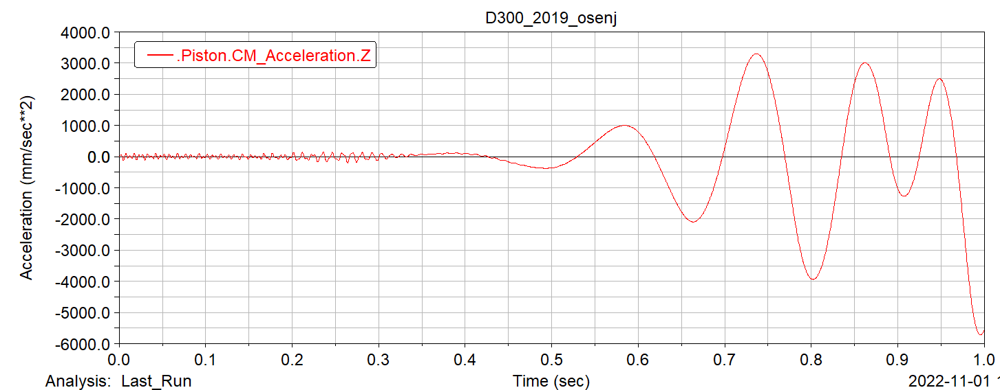 D300_2019_osenj
4000.0
3000.0
2000.0
1000.0
0.0
-1000.0
-2000.0
-3000.0
-4000.0
-5000.0
-6000.0
Acceleration (mm/sec**2)
.Piston.CM_Acceleration.Z
0.0 0.1 0.2 0.3 0.4 0.5 0.6 0.7 0.8 0.9 1.0
Analysis: Last_Run Time (sec) 2022-11-01